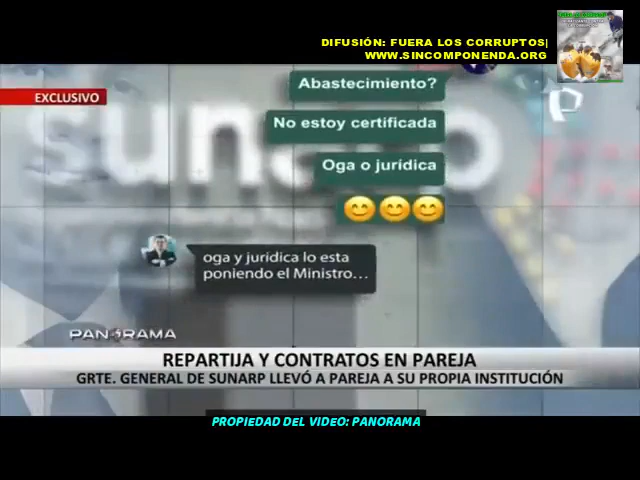 DIFUSIÓN: FUERA LOS CORRUPTOS|
WWW.SINCOMPONENDA.ORG
EXCLUSIVO
Abastecimiento?
No estoy certificada
Oga o jurídica
😊😊😊
oga y jurídica lo esta
poniendo el Ministro...
PANORAMA
REPARTIJA Y CONTRATOS EN PAREJA
GRTE. GENERAL DE SUNARP LLEVÓ A PAREJA A SU PROPIA INSTITUCIÓN
PROPIEDAD DEL VIDEO: PANORAMA